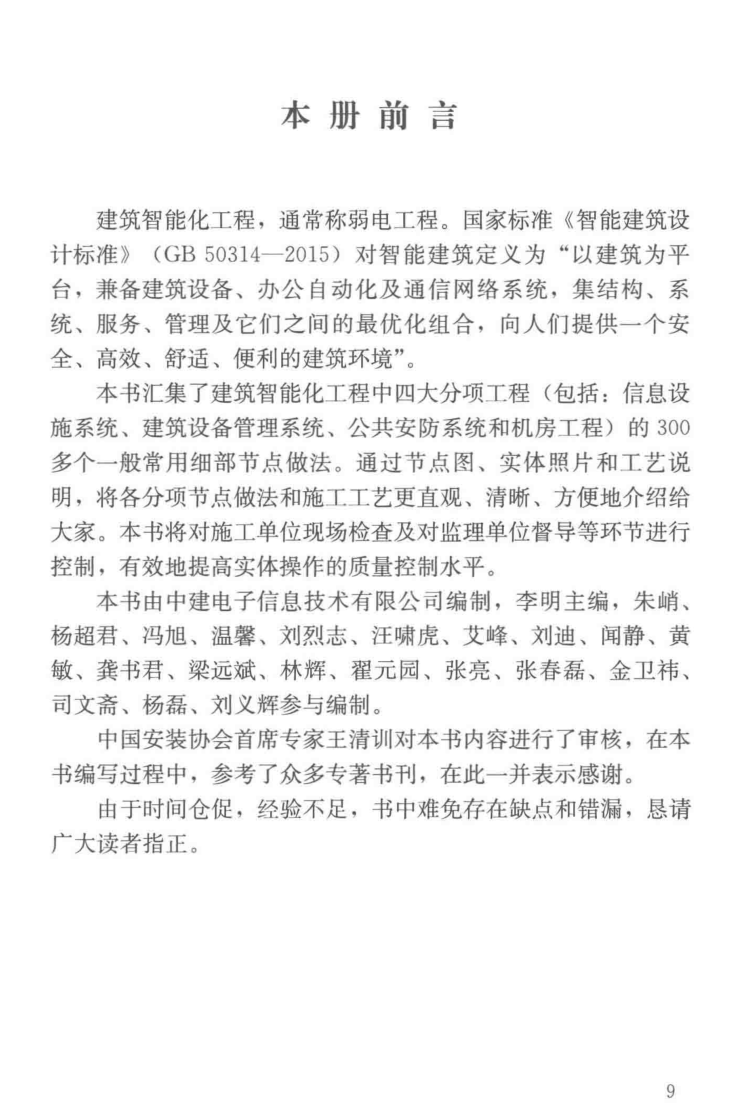 本册前言
建筑智能化工程，通常称弱电工程。国家标准《智能建筑设
计标准》（GB 50314—2015）对智能建筑定义为“以建筑为平
台，兼备建筑设备、办公自动化及通信网络系统，集结构、系
统、服务、管理及它们之间的最优化组合，向人们提供一个安
全、高效、舒适、便利的建筑环境”。
本书汇集了建筑智能化工程中四大分项工程（包括：信息设
施系统、建筑设备管理系统、公共安防系统和机房工程）的 300
多个一般常用细部节点做法。通过节点图、实体照片和工艺说
明，将各分项节点做法和施工工艺更直观、清晰、方便地介绍给
大家。本书将对施工单位现场检查及对监理单位督导等环节进行
控制，有效地提高实体操作的质量控制水平。
本书由中建电子信息技术有限公司编制，李明主编，朱峭、
杨超君、冯旭、温馨、刘烈志、汪啸虎、艾峰、刘迪、闻静、黄
敏、龚书君、梁远斌、林辉、翟元园、张亮、张春磊、金卫祎、
司文斋、杨磊、刘义辉参与编制。
中国安装协会首席专家王清训对本书内容进行了审核，在本
书编写过程中，参考了众多专著书刊，在此一并表示感谢。
由于时间仓促，经验不足，书中难免存在缺点和错漏，恳请
广大读者指正。
9